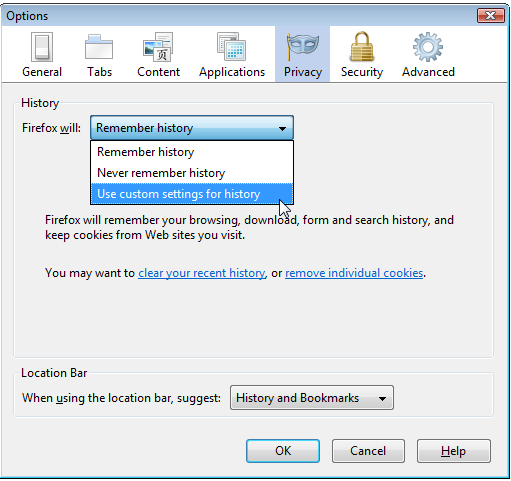 Options
General Tabs Content Applications Privacy Security Advanced
History
Firefox will: Remember history
Remember history
Never remember history
Use custom settings for history
Firefox will remember your browsing, download, form and search history, and
keep cookies from Web sites you visit.
You may want to clear your recent history, or remove individual cookies.
Location Bar
When using the location bar, suggest: History and Bookmarks
OK Cancel Help